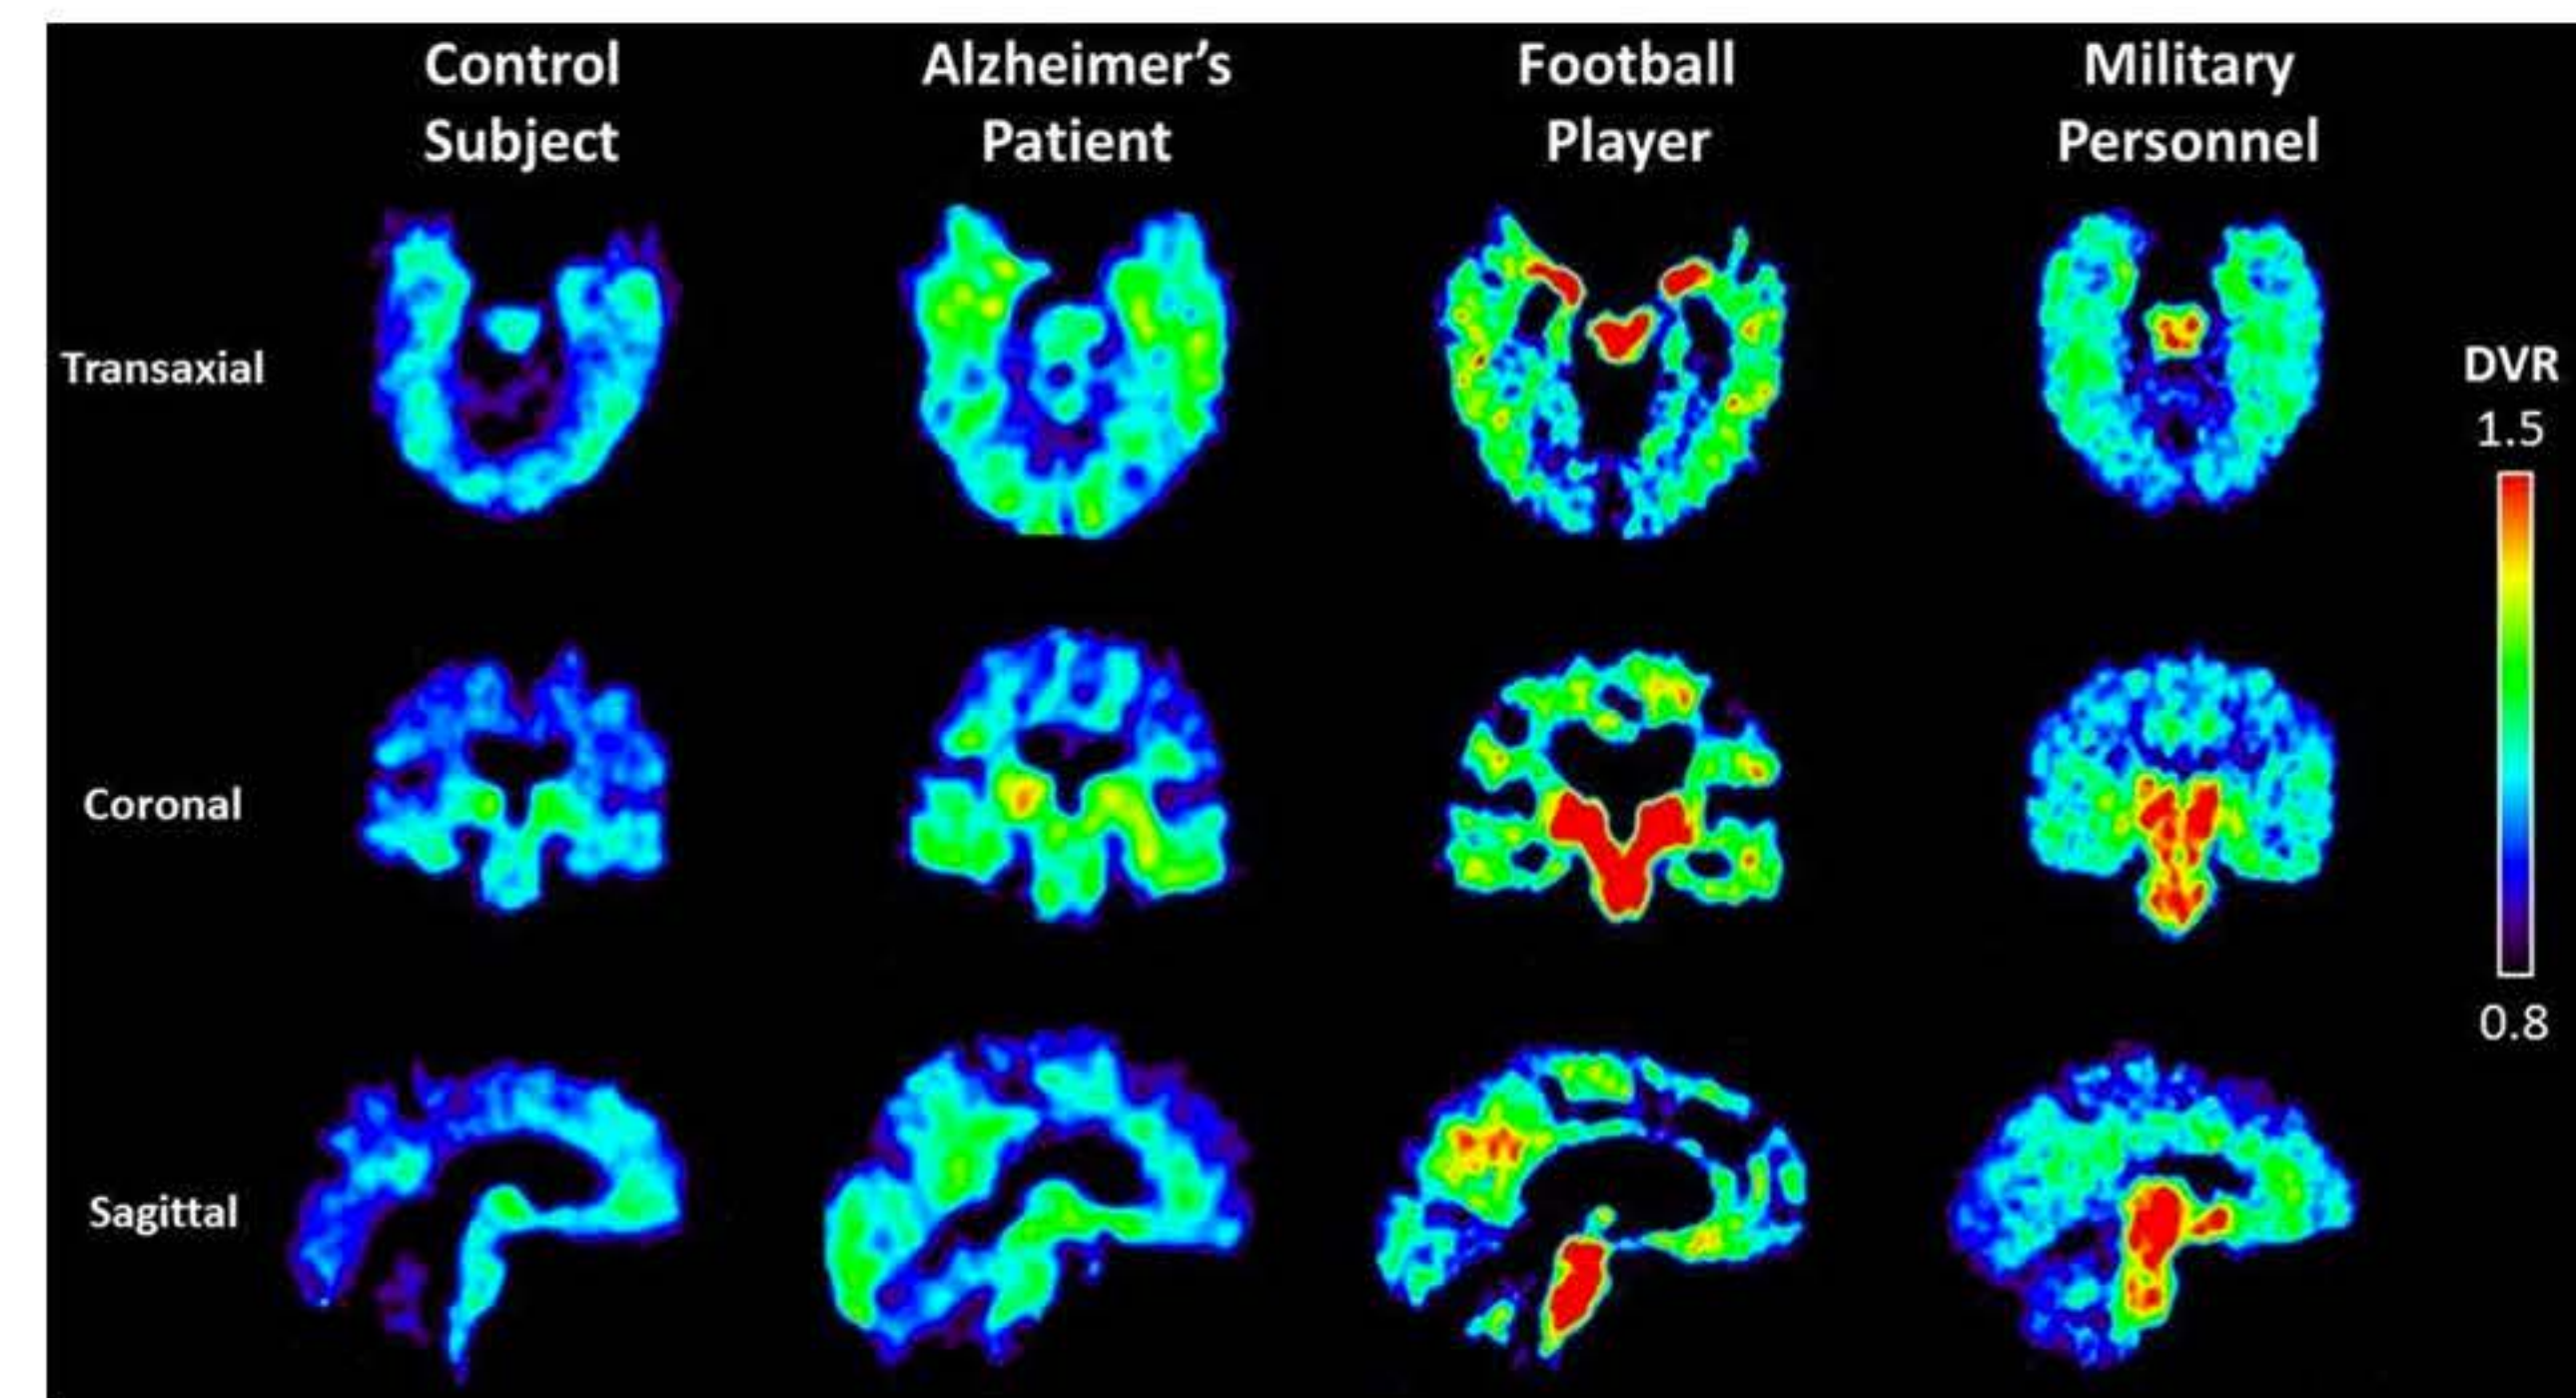 Control
Subject
Alzheimer’s
Patient
Football
Player
Military
Personnel
Transaxial
DVR
1.5
Coronal
0.8
Sagittal